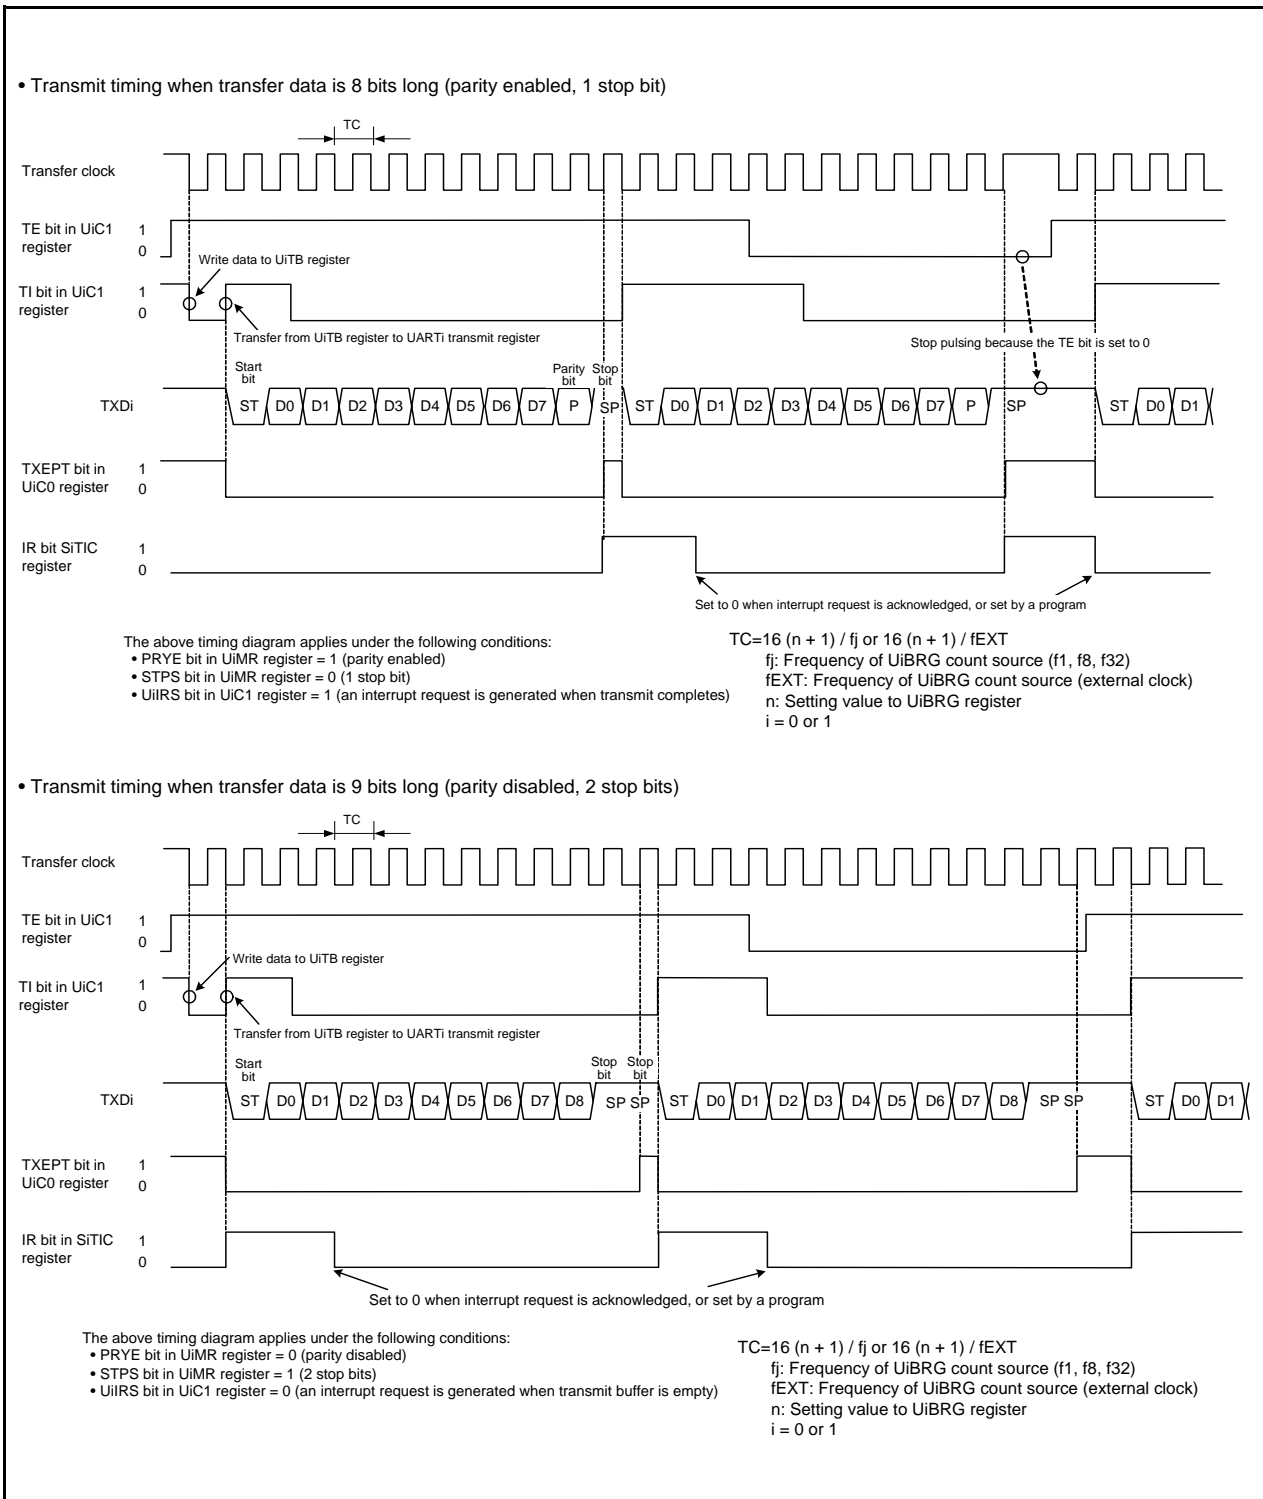 • Transmit timing when transfer data is 8 bits long (parity enabled, 1 stop bit)
TC
Transfer clock
TE bit in UiC1
register
1
0
Write data to UiTB register
TI bit in UiC1
register
1
0
Transfer from UiTB register to UARTi transmit register
Stop pulsing because the TE bit is set to 0
Start
bit
Parity
bit
Stop
bit
TXDi
ST D0 D1 D2 D3 D4 D5 D6 D7 P SP ST D0 D1 D2 D3 D4 D5 D6 D7 P SP ST D0 D1
TXEPT bit in
UiC0 register
1
0
IR bit SiTIC
register
1
0
Set to 0 when interrupt request is acknowledged, or set by a program
The above timing diagram applies under the following conditions:
• PRYE bit in UiMR register = 1 (parity enabled)
• STPS bit in UiMR register = 0 (1 stop bit)
• UiIRS bit in UiC1 register = 1 (an interrupt request is generated when transmit completes)
TC=16 (n + 1) / fj or 16 (n + 1) / fEXT
fj: Frequency of UiBRG count source (f1, f8, f32)
fEXT: Frequency of UiBRG count source (external clock)
n: Setting value to UiBRG register
i = 0 or 1
• Transmit timing when transfer data is 9 bits long (parity disabled, 2 stop bits)
TC
Transfer clock
TE bit in UiC1
register
1
0
Write data to UiTB register
TI bit in UiC1
register
1
0
Transfer from UiTB register to UARTi transmit register
Start
bit
Stop
bit
Stop
bit
TXDi
ST D0 D1 D2 D3 D4 D5 D6 D7 D8 SP SP ST D0 D1 D2 D3 D4 D5 D6 D7 D8 SP SP ST D0 D1
TXEPT bit in
UiC0 register
1
0
IR bit in SiTIC
register
1
0
Set to 0 when interrupt request is acknowledged, or set by a program
The above timing diagram applies under the following conditions:
• PRYE bit in UiMR register = 0 (parity disabled)
• STPS bit in UiMR register = 1 (2 stop bits)
• UiIRS bit in UiC1 register = 0 (an interrupt request is generated when transmit buffer is empty)
TC=16 (n + 1) / fj or 16 (n + 1) / fEXT
fj: Frequency of UiBRG count source (f1, f8, f32)
fEXT: Frequency of UiBRG count source (external clock)
n: Setting value to UiBRG register
i = 0 or 1